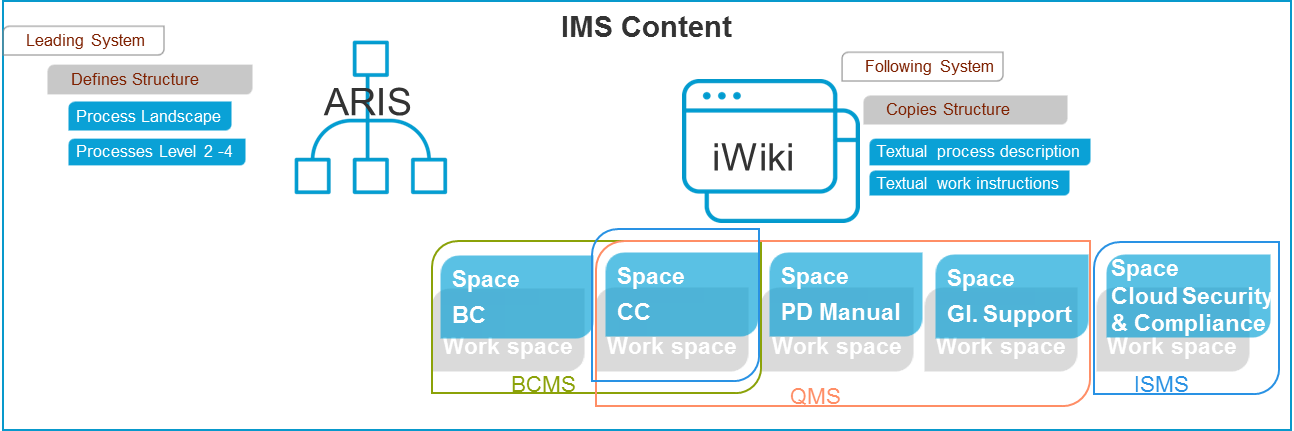 IMS Content
Leading System
Defines Structure
Process Landscape
Processes Level 2 -4
ARIS
iWiki
Following System
Copies Structure
Textual process description
Textual work instructions
Space
BC
Work space
Space
CC
Work space
Space
PD Manual
Work space
Space
Gl. Support
Work space
Space
Cloud Security
& Compliance
Work space
BCMS
QMS
ISMS